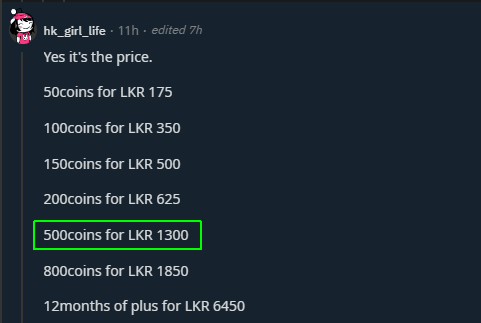 hk_girl_life · 11h · edited 7h
Yes it's the price.
50coins for LKR 175
100coins for LKR 350
150coins for LKR 500
200coins for LKR 625
500coins for LKR 1300
800coins for LKR 1850
12months of plus for LKR 6450